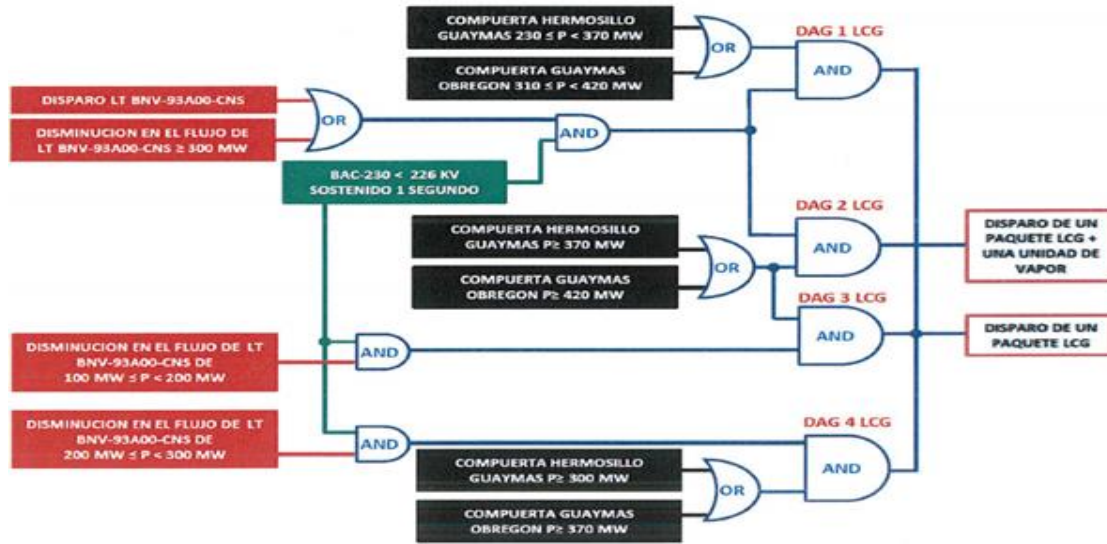 COMPUERTA HERMOSILLO
GUAYMAS 230 ≤ P < 370 MW
OR
DAG 1 LCG
AND
COMPUERTA GUAYMAS
OBREGON 310 ≤ P < 420 MW
DISPARO LT BNV-93A00-CNS
OR
DISMINUCION EN EL FLUJO DE
LT BNV-93A00-CNS ≥ 300 MW
AND
BAC-230 < 226 KV
SOSTENIDO 1 SEGUNDO
DAG 2 LCG
COMPUERTA HERMOSILLO
GUAYMAS P≥ 370 MW
AND
DISPARO DE UN
PAQUETE LCG +
UNA UNIDAD DE
VAPOR
OR
COMPUERTA GUAYMAS
OBREGON P≥ 420 MW
DAG 3 LCG
AND
DISPARO DE UN
PAQUETE LCG
DISMINUCION EN EL FLUJO DE LT
BNV-93A00-CNS DE
100 MW ≤ P < 200 MW
AND
DISMINUCION EN EL FLUJO DE LT
BNV-93A00-CNS DE
200 MW ≤ P < 300 MW
AND
DAG 4 LCG
AND
COMPUERTA HERMOSILLO
GUAYMAS P≥ 300 MW
OR
COMPUERTA GUAYMAS
OBREGON P≥ 370 MW